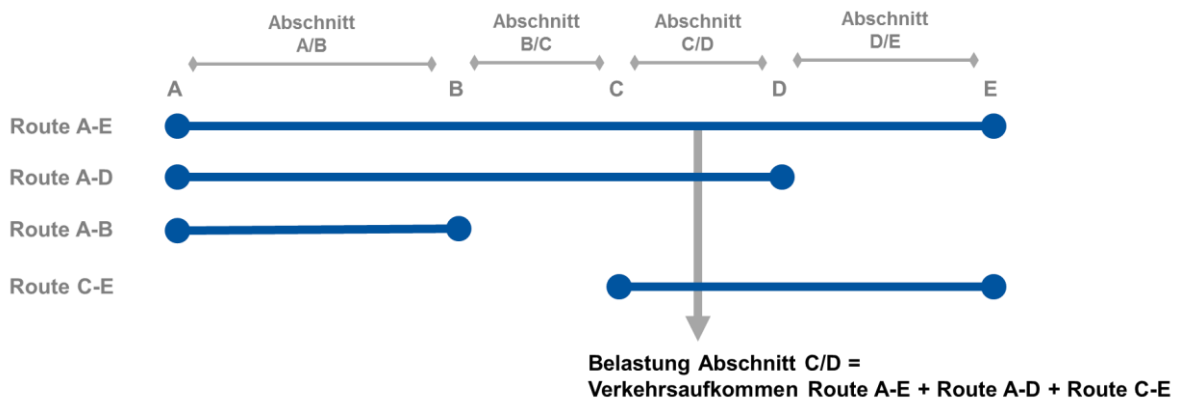 Abschnitt
A/B
Abschnitt
B/C
Abschnitt
C/D
Abschnitt
D/E
A B C D E
Route A-E
Route A-D
Route A-B
Route C-E
Belastung Abschnitt C/D =
Verkehrsaufkommen Route A-E + Route A-D + Route C-E